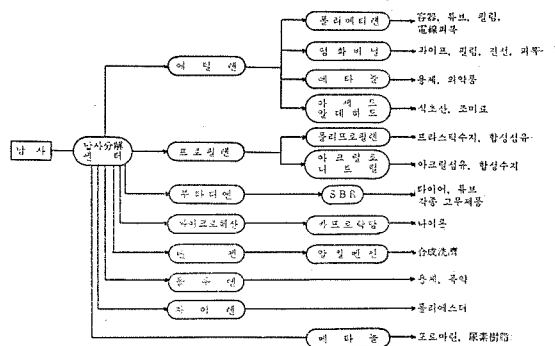 폴리에티렌
容器, 튜브, 필림,
電線피복
염화비닐
파이프, 필림, 전선, 피복
에틸렌
에타놀
용제, 의약품
아세트
알데히드
식초산, 조미료
납사
납사分解
센터
프로필렌
폴리프로필렌
프라스틱수지, 합성섬유
아크릴로
니트릴
아크릴섬유, 합성수지
부타디엔
SBR
타이어, 튜브
각종 고무제품
싸이크로헥산
카프로락담
나이론
벤젠
알킬벤젠
合成洗濟
톨루엔
용제, 폭약
자이렌
폴리에스터
메타놀
포르마린, 尿素樹脂